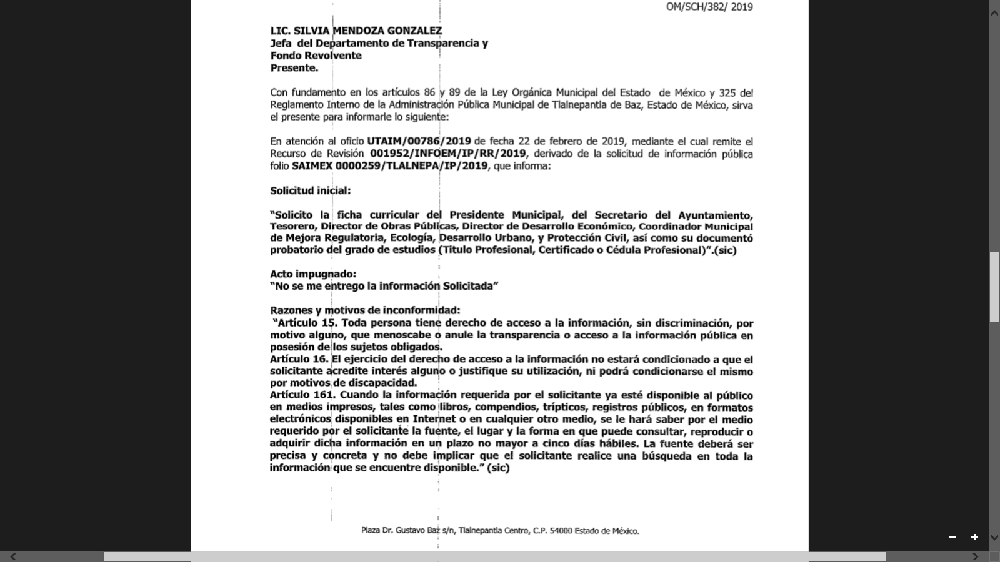 OM/SCH/382/ 2019
LIC. SILVIA MENDOZA GONZALEZ
Jefa del Departamento de Transparencia y
Fondo Revolvente
Presente.
Con fundamento en los artículos 86 y 89 de la Ley Orgánica Municipal del Estado de México y 325 del
Reglamento Interno de la Administración Pública Municipal de Tlalnepantla de Baz, Estado de México, sirva
el presente para informarle lo siguiente:
En atención al oficio UTAIM/00786/2019 de fecha 22 de febrero de 2019, mediante el cual remite el
Recurso de Revisión 001952/INFOEM/IP/RR/2019, derivado de la solicitud de información pública
folio SAIMEX 0000259/TLALNEPA/IP/2019, que informa:
Solicitud inicial:
“Solicito la ficha curricular del Presidente Municipal, del Secretario del Ayuntamiento,
Tesorero, Director de Obras Públicas, Director de Desarrollo Económico, Coordinador Municipal
de Mejora Regulatoria, Ecología, Desarrollo Urbano, y Protección Civil, así como su documentó
probatorio del grado de estudios (Titulo Profesional, Certificado o Cédula Profesional)”.(sic)
Acto impugnado:
“No se me entrego la información Solicitada”
Razones y motivos de inconformidad:
“Artículo 15. Toda persona tiene derecho de acceso a la información, sin discriminación, por
motivo alguno, que menoscabe o anule la transparencia o acceso a la información pública en
posesión de los sujetos obligados.
Artículo 16. El ejercicio del derecho de acceso a la información no estará condicionado a que el
solicitante acredite interés alguno o justifique su utilización, ni podrá condicionarse el mismo
por motivos de discapacidad.
Artículo 161. Cuando la información requerida por el solicitante ya esté disponible al público
en medios impresos, tales como libros, compendios, trípticos, registros públicos, en formatos
electrónicos disponibles en Internet o en cualquier otro medio, se le hará saber por el medio
requerido por el solicitante la fuente, el lugar y la forma en que puede consultar, reproducir o
adquirir dicha información en un plazo no mayor a cinco días hábiles. La fuente deberá ser
precisa y concreta y no debe implicar que el solicitante realice una búsqueda en toda la
información que se encuentre disponible.” (sic)
Plaza Dr. Gustavo Baz s/n, Tlalnepantla Centro, C.P. 54000 Estado de México.